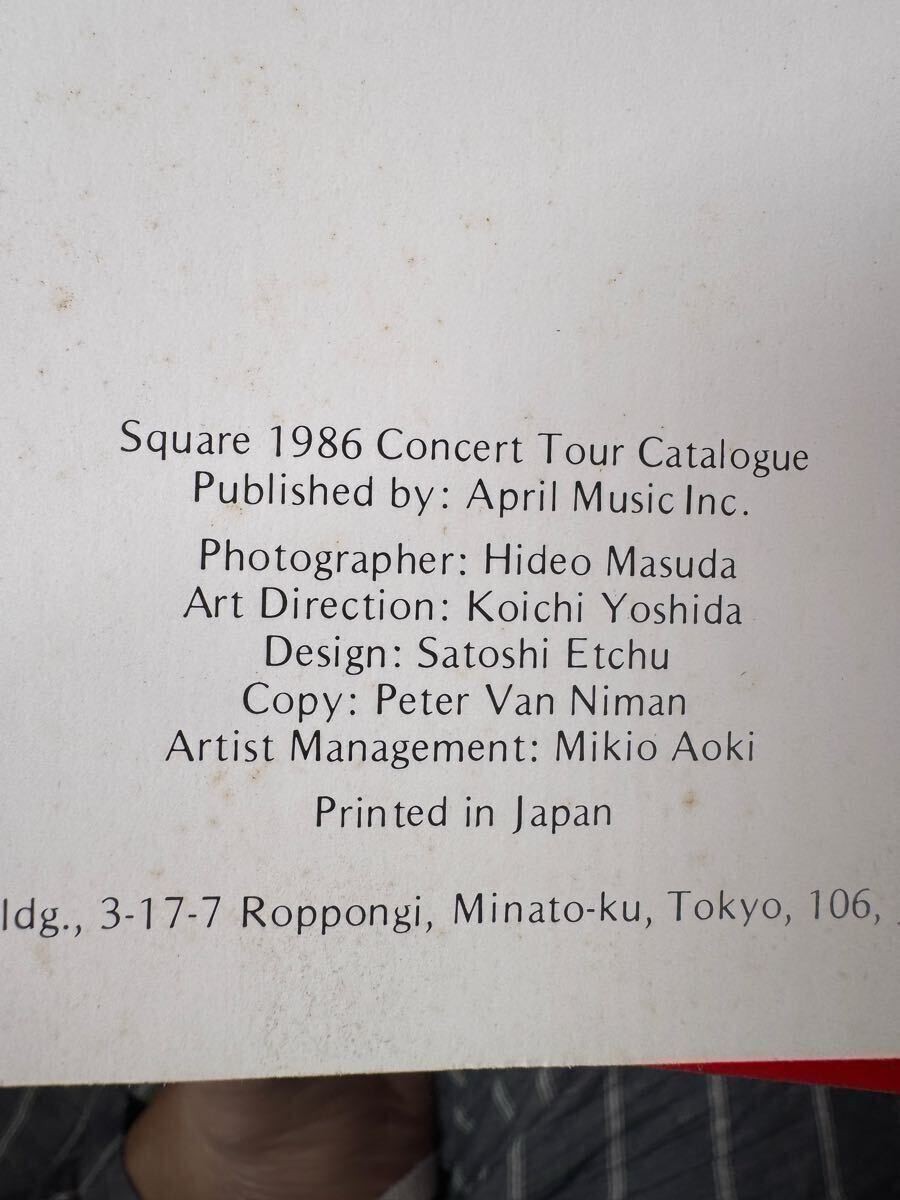 Square 1986 Concert Tour Catalogue
Published by: April Music Inc.
Photographer: Hideo Masuda
Art Direction: Koichi Yoshida
Design: Satoshi Etchu
Copy: Peter Van Niman
Artist Management: Mikio Aoki
Printed in Japan
ldg., 3-17-7 Roppongi, Minato-ku, Tokyo, 106,